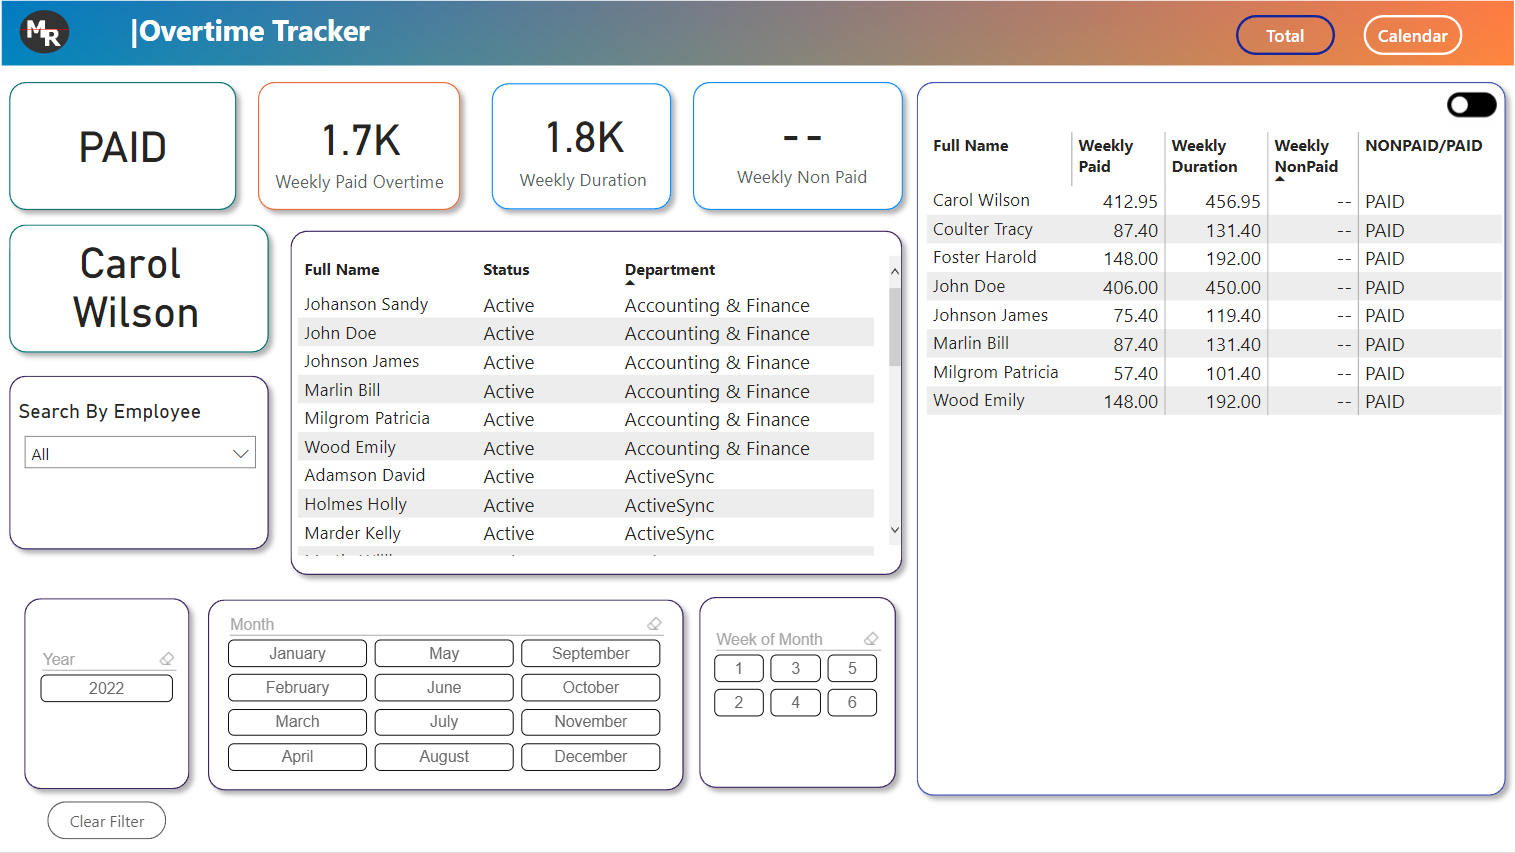 MR
|Overtime Tracker
Total
Calendar
PAID
1.7K
Weekly Paid Overtime
1.8K
Weekly Duration
--
Weekly Non Paid
Carol
Wilson
Search By Employee
All
Full Name Status Department
Johanson Sandy Active Accounting & Finance
John Doe Active Accounting & Finance
Johnson James Active Accounting & Finance
Marlin Bill Active Accounting & Finance
Milgrom Patricia Active Accounting & Finance
Wood Emily Active Accounting & Finance
Adamson David Active ActiveSync
Holmes Holly Active ActiveSync
Marder Kelly Active ActiveSync
Full Name Weekly Paid Weekly Duration Weekly NonPaid NONPAID/PAID
Carol Wilson 412.95 456.95 -- PAID
Coulter Tracy 87.40 131.40 -- PAID
Foster Harold 148.00 192.00 -- PAID
John Doe 406.00 450.00 -- PAID
Johnson James 75.40 119.40 -- PAID
Marlin Bill 87.40 131.40 -- PAID
Milgrom Patricia 57.40 101.40 -- PAID
Wood Emily 148.00 192.00 -- PAID
Year
2022
Month
January May September
February June October
March July November
April August December
Week of Month
1 3 5
2 4 6
Clear Filter